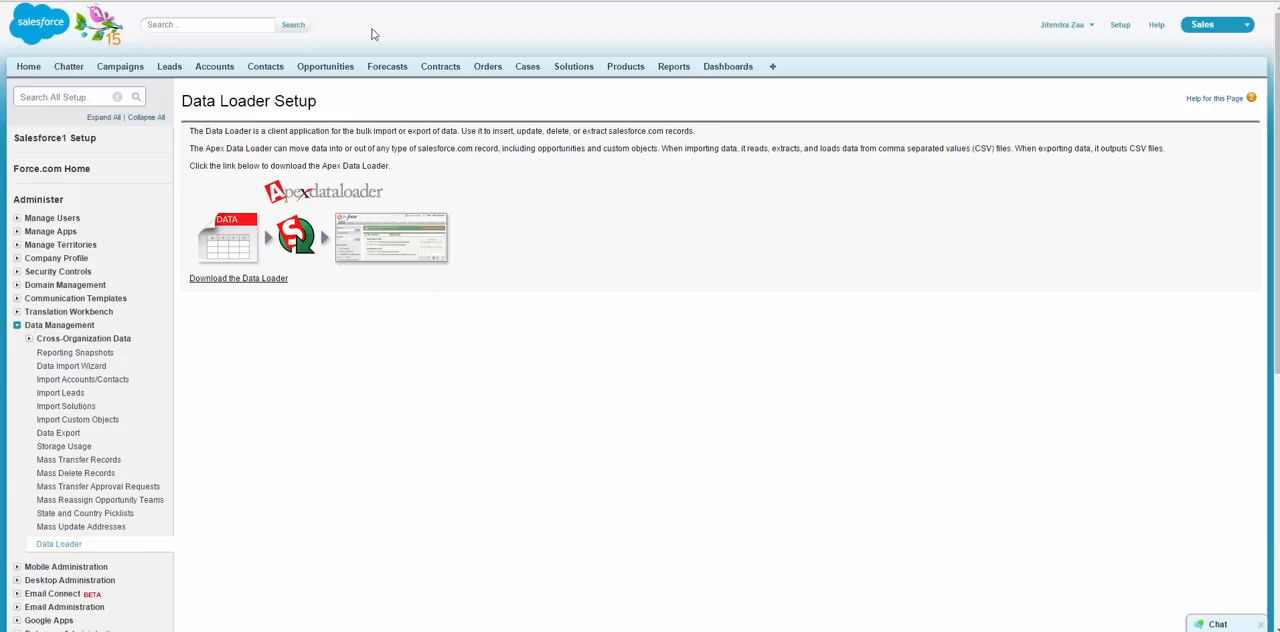 salesforce
15
Search...
Search
Jitendra Zaa
Setup
Help
Sales
Home
Chatter
Campaigns
Leads
Accounts
Contacts
Opportunities
Forecasts
Contracts
Orders
Cases
Solutions
Products
Reports
Dashboards
+
Search All Setup...
Expand All | Collapse All
Salesforce1 Setup
Force.com Home
Administer
Manage Users
Manage Apps
Manage Territories
Company Profile
Security Controls
Domain Management
Communication Templates
Translation Workbench
Data Management
Cross-Organization Data
Reporting Snapshots
Data Import Wizard
Import Accounts/Contacts
Import Leads
Import Solutions
Import Custom Objects
Data Export
Storage Usage
Mass Transfer Records
Mass Delete Records
Mass Transfer Approval Requests
Mass Reassign Opportunity Teams
State and Country Picklists
Mass Update Addresses
Data Loader
Mobile Administration
Desktop Administration
Email Connect BETA
Email Administration
Google Apps
Data Loader Setup
Help for this Page
The Data Loader is a client application for the bulk import or export of data. Use it to insert, update, delete, or extract salesforce.com records.
The Apex Data Loader can move data into or out of any type of salesforce.com record, including opportunities and custom objects. When importing data, it reads, extracts, and loads data from comma separated values (CSV) files. When exporting data, it outputs CSV files.
Click the link below to download the Apex Data Loader.
Apexdataloader
DATA
S
Download the Data Loader
Chat